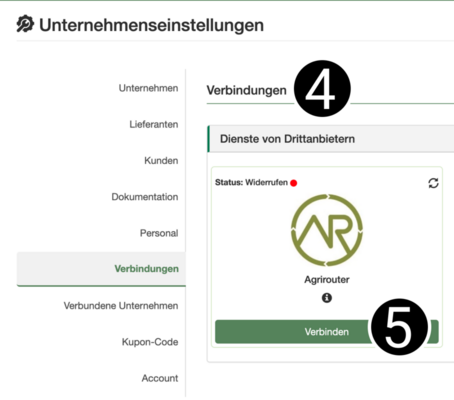 Unternehmenseinstellungen
Unternehmen
Lieferanten
Kunden
Dokumentation
Personal
Verbindungen
Verbundene Unternehmen
Kupon-Code
Account
Verbindungen 4
Dienste von Drittanbietern
Status: Widerrufen
AR
Agrirouter
i
Verbinden 5